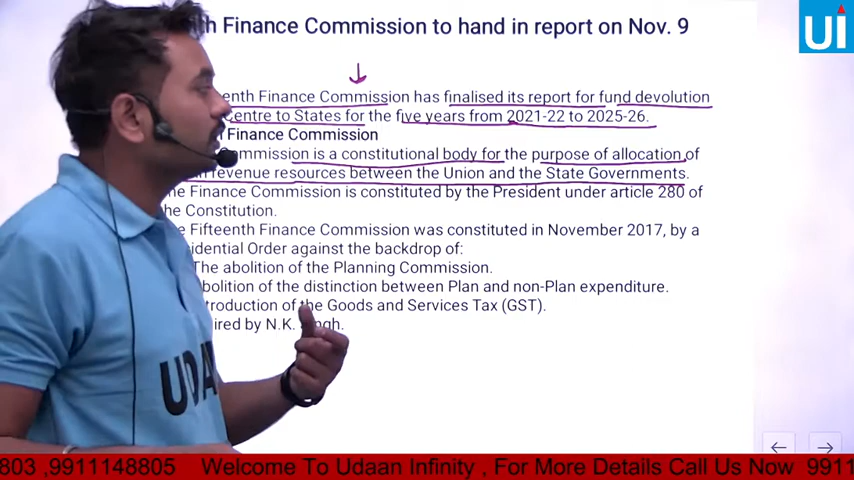 th Finance Commission to hand in report on Nov. 9
UI
enth Finance Commission has finalised its report for fund devolution
Centre to States for the five years from 2021-22 to 2025-26.
Finance Commission
ommission is a constitutional body for the purpose of allocation of
revenue resources between the Union and the State Governments.
he Finance Commission is constituted by the President under article 280 of
he Constitution.
e Fifteenth Finance Commission was constituted in November 2017, by a
idential Order against the backdrop of:
The abolition of the Planning Commission.
bolition of the distinction between Plan and non-Plan expenditure.
troduction of the Goods and Services Tax (GST).
ired by N.K. Singh.
UDA
803 ,9911148805 Welcome To Udaan Infinity , For More Details Call Us Now 9911